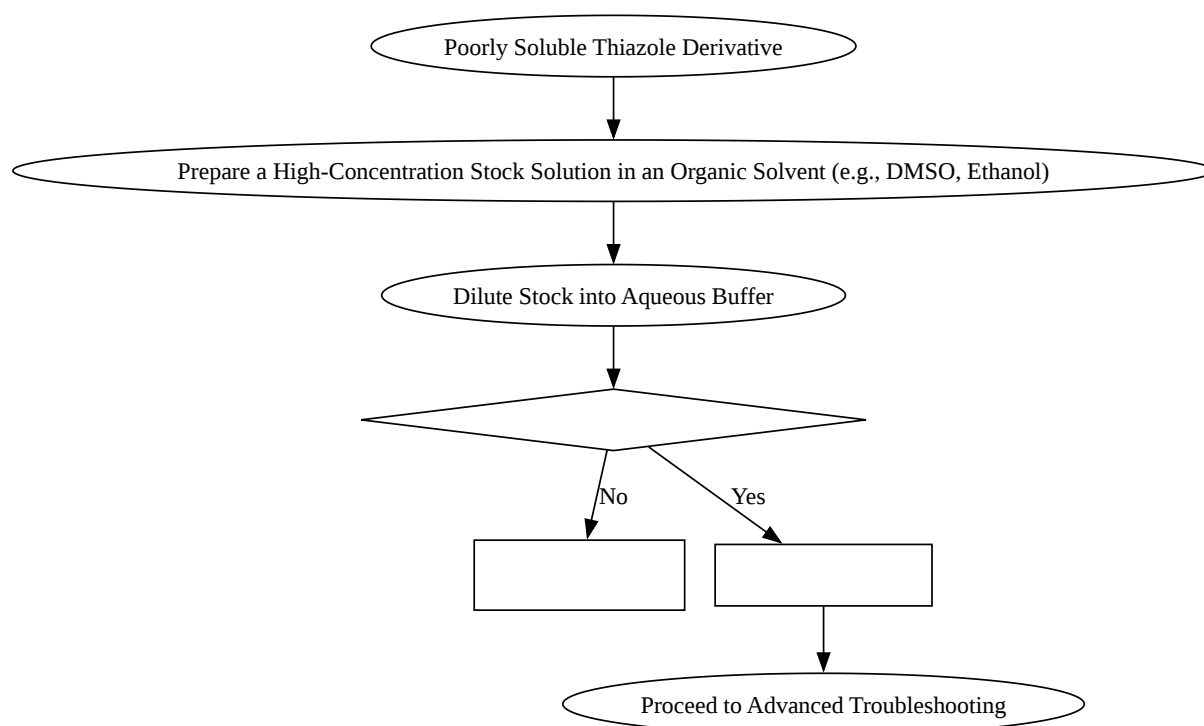 Poorly Soluble Thiazole Derivative
Prepare a High-Concentration Stock Solution in an Organic Solvent (e.g., DMSO, Ethanol)
Dilute Stock into Aqueous Buffer
No
Yes
Proceed to Advanced Troubleshooting